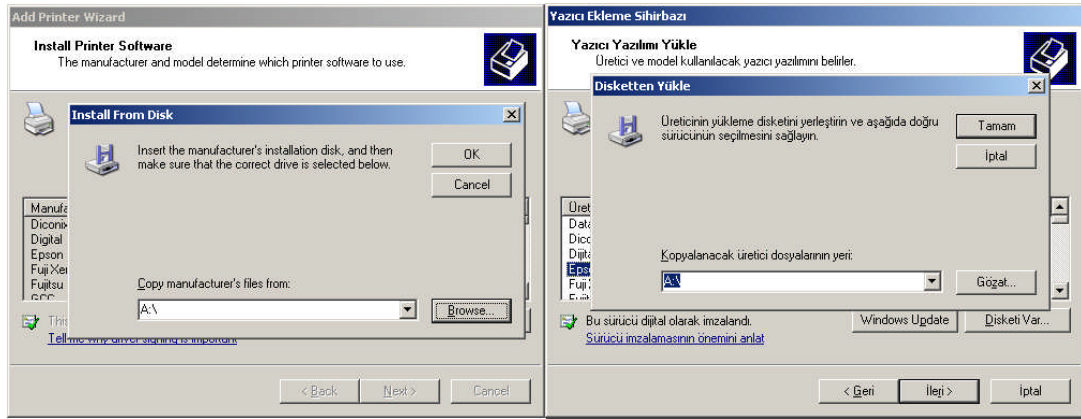 Add Printer Wizard
Install Printer Software
The manufacturer and model determine which printer software to use.
Install From Disk
Insert the manufacturer's installation disk, and then
make sure that the correct drive is selected below.
OK
Cancel
Diconix
Digital
Epson
Fuji
Fujitsu
GCC
Copy manufacturer's files from:
A:\
Browse...
This
Tell me why driver signing is important
< Back
Next >
Cancel
Yazıcı Ekleme Sihirbazı
Yazıcı Yazılımı Yükle
Üretici ve model kullanılacak yazıcı yazılımını belirler.
Disketten Yükle
Üreticinin yükleme disketini yerleştirin ve aşağıda doğru
sürücünün seçilmesini sağlayın.
Tamam
İptal
Üret
Data
Dico
Dijita
Epso
Fuji
Kopyalanacak üretici dosyalarının yeri:
A:\
Gözat...
Bu sürücü dijital olarak imzalandı.
Windows Update
Disketi Var...
Sürücü imzalamasının önemini anlat
< Geri
İleri >
İptal